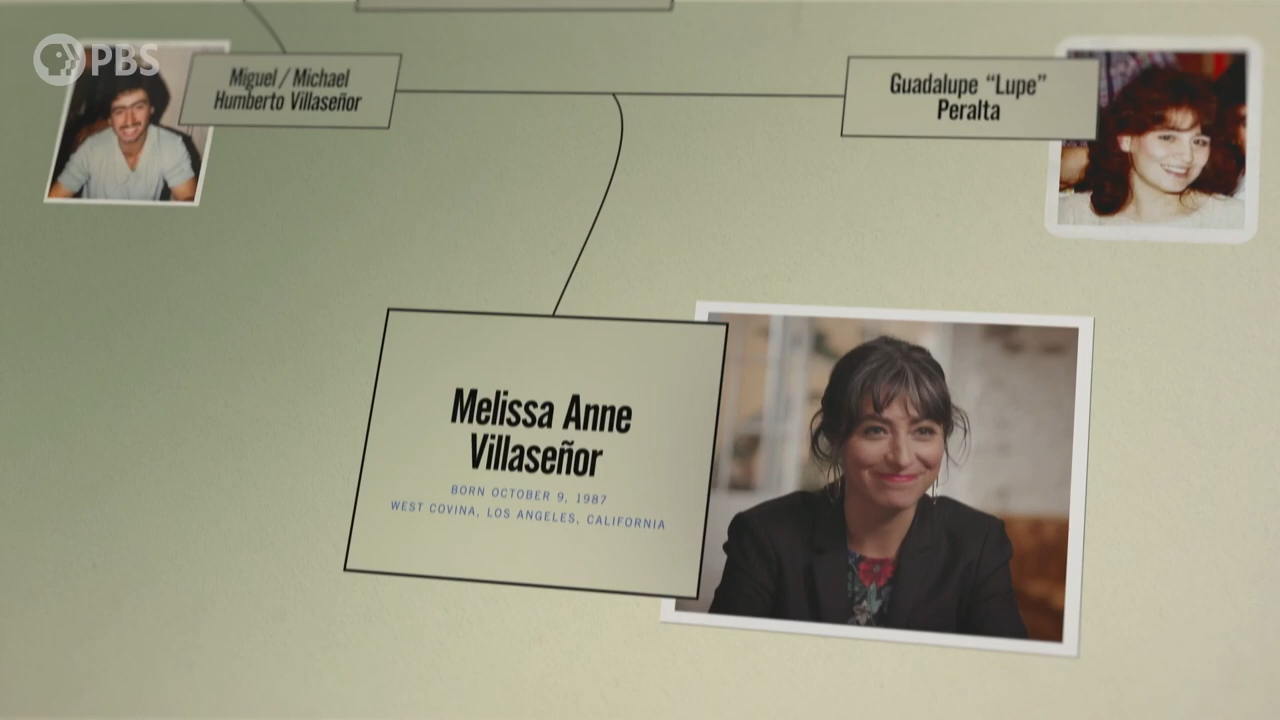 PBS
Miguel / Michael
Humberto Villaseñor
Guadalupe “Lupe”
Peralta
Melissa Anne
Villaseñor
BORN OCTOBER 9, 1987
WEST COVINA, LOS ANGELES, CALIFORNIA